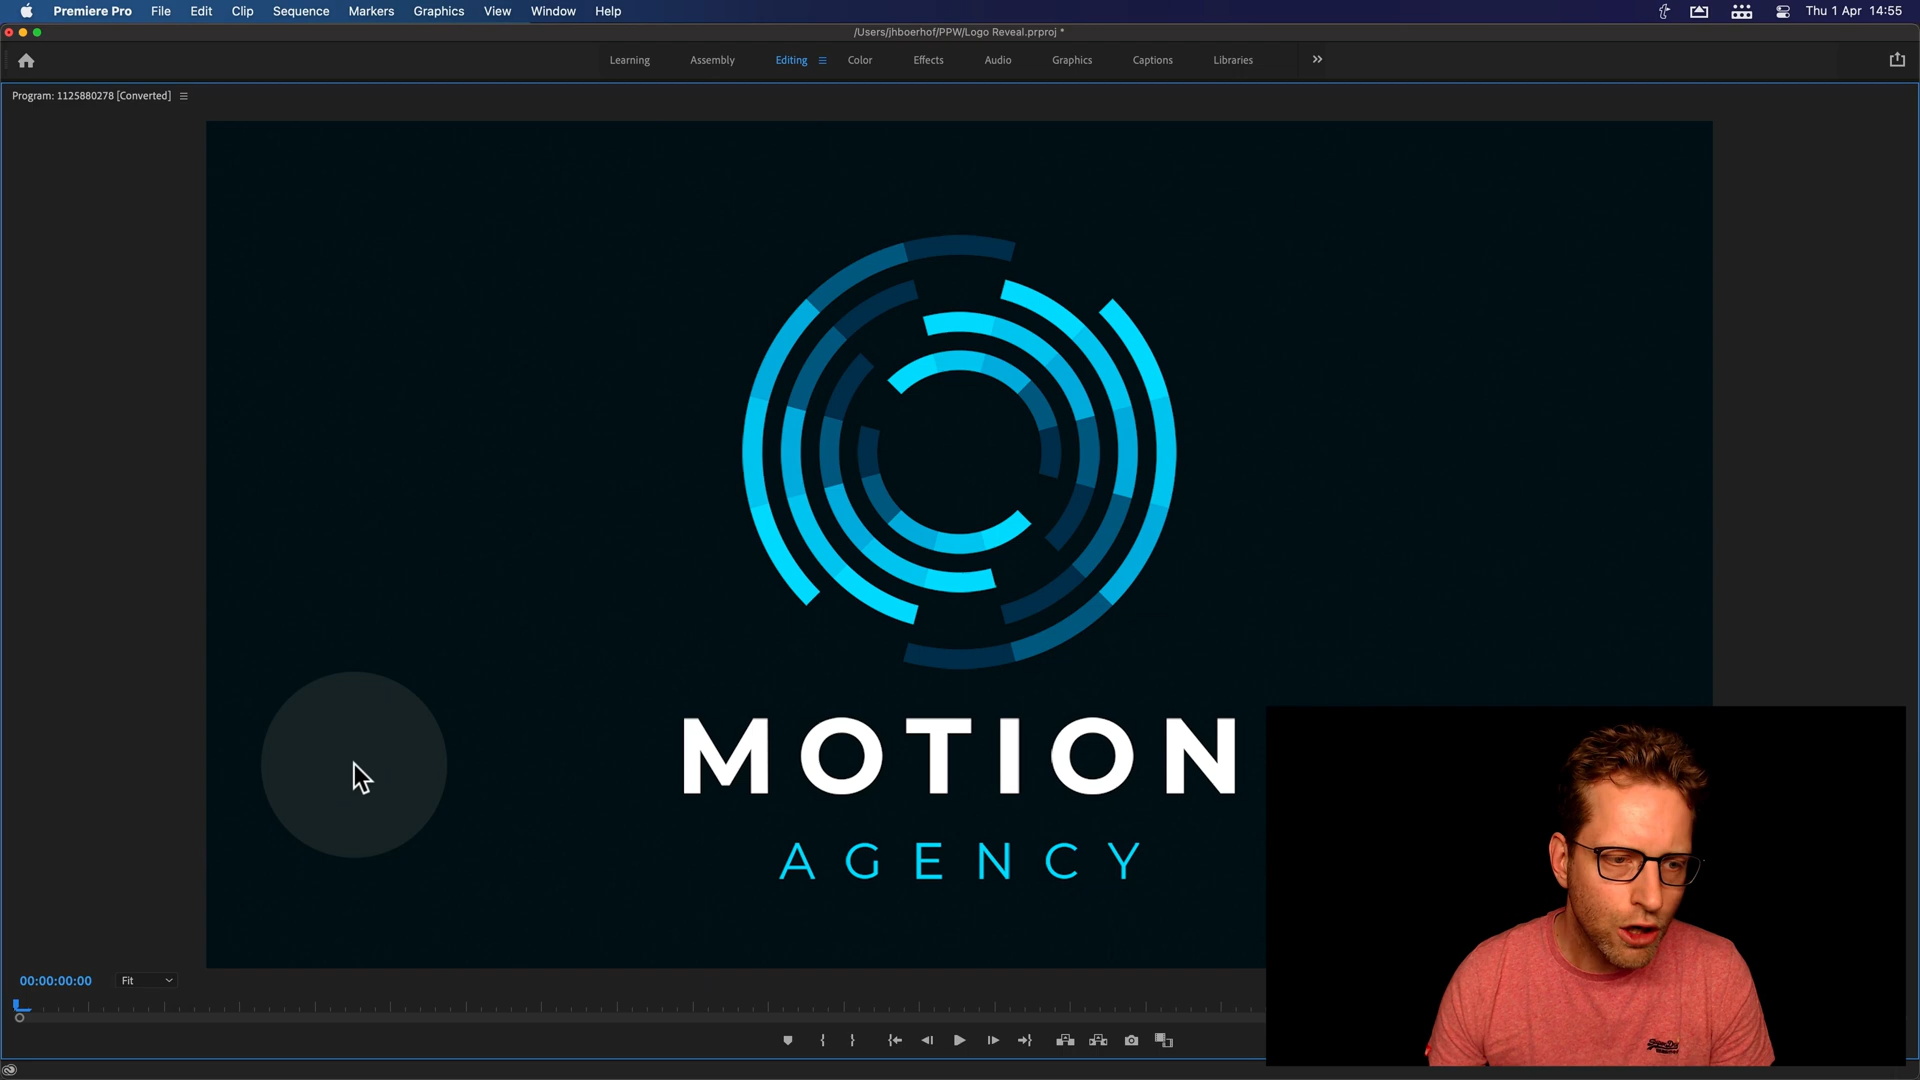 Premiere Pro File Edit Clip Sequence Markers Graphics View Window Help Thu 1 Apr 14:55
/Users/jhboerhof/PPW/Logo Reveal.prproj *
Learning Assembly Editing Color Effects Audio Graphics Captions Libraries
Program: 1125880278 [Converted]
MOTION
AGENCY
00:00:00:00 Fit